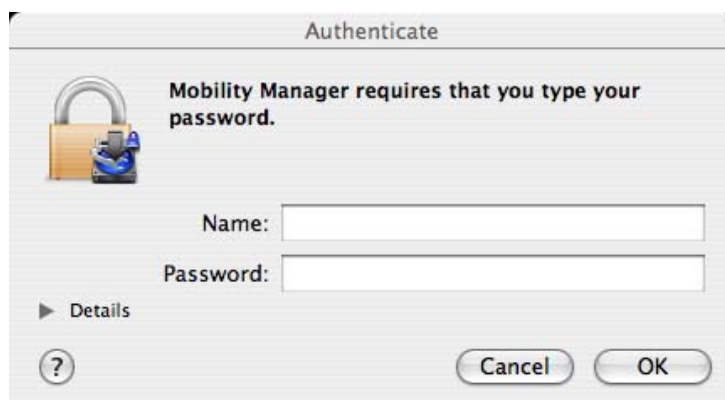 Authenticate
Mobility Manager requires that you type your
password.
Name:
Password:
Details
?
Cancel
OK